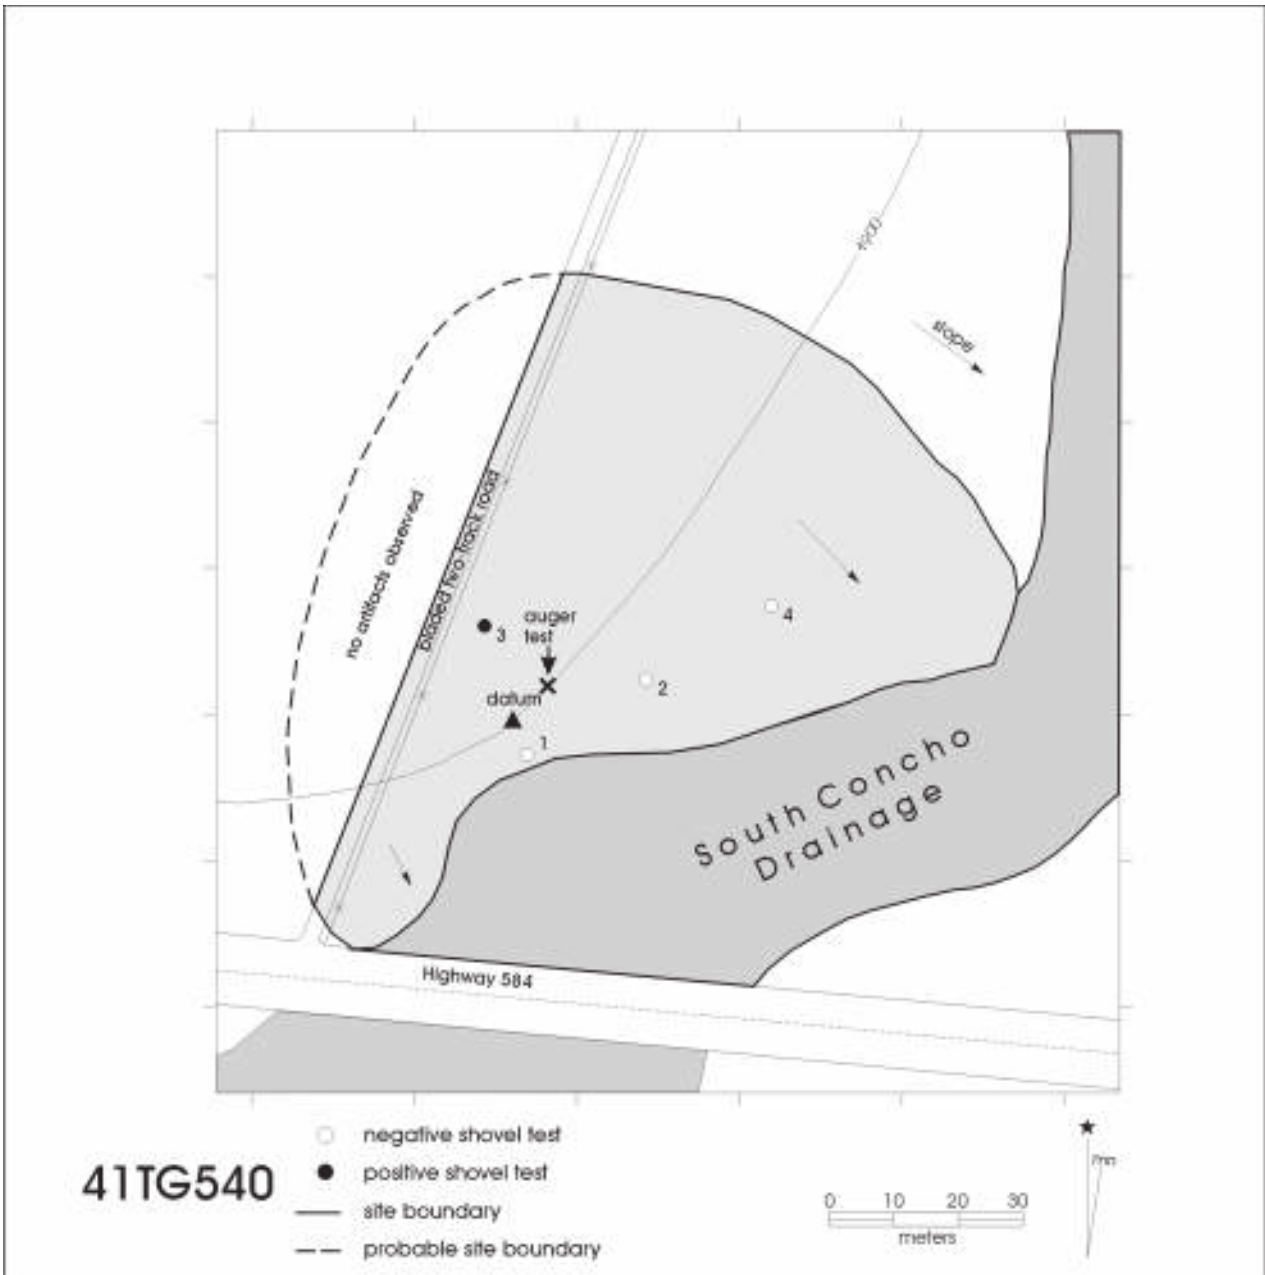 1900
slope
no artifacts observed
bladed two-track road
3
auger
test
4
2
datum
1
South Concho
Drainage
Highway 584
41TG540
negative shovel test
positive shovel test
site boundary
probable site boundary
0 10 20 30
meters